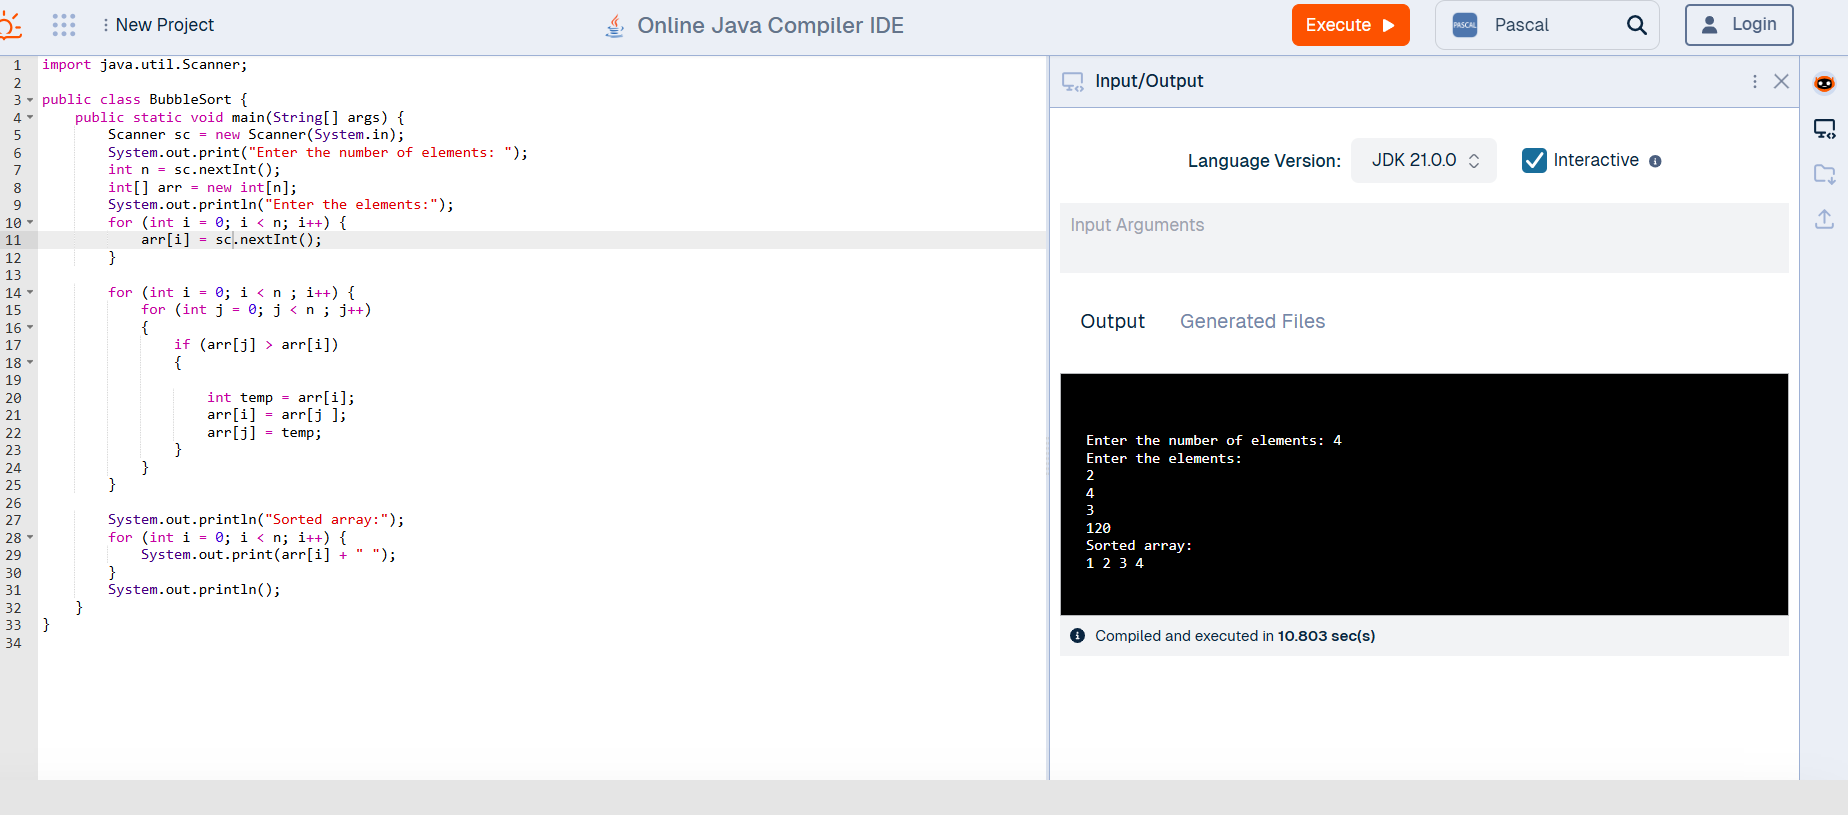 New Project
Online Java Compiler IDE
Execute
PASCAL Pascal
Login
1 import java.util.Scanner;
2
3 public class BubbleSort {
4 public static void main(String[] args) {
5 Scanner sc = new Scanner(System.in);
6 System.out.print("Enter the number of elements: ");
7 int n = sc.nextInt();
8 int[] arr = new int[n];
9 System.out.println("Enter the elements:");
10 for (int i = 0; i < n; i++) {
11 arr[i] = sc.nextInt();
12 }
13
14 for (int i = 0; i < n ; i++) {
15 for (int j = 0; j < n ; j++)
16 {
17 if (arr[j] > arr[i])
18 {
19
20 int temp = arr[i];
21 arr[i] = arr[j ];
22 arr[j] = temp;
23 }
24 }
25 }
26
27 System.out.println("Sorted array:");
28 for (int i = 0; i < n; i++) {
29 System.out.print(arr[i] + " ");
30 }
31 System.out.println();
32 }
33 }
34
Input/Output
Language Version: JDK 21.0.0 Interactive
Input Arguments
Output Generated Files
Enter the number of elements: 4
Enter the elements:
2
4
3
120
Sorted array:
1 2 3 4
Compiled and executed in 10.803 sec(s)